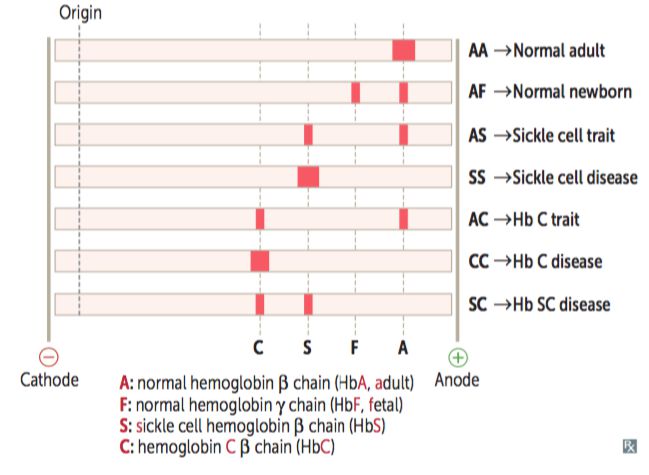 Origin
AA →Normal adult
AF →Normal newborn
AS →Sickle cell trait
SS →Sickle cell disease
AC →Hb C trait
CC →Hb C disease
SC →Hb SC disease
C S F A
− +
Cathode Anode
A: normal hemoglobin β chain (HbA, adult)
F: normal hemoglobin γ chain (HbF, fetal)
S: sickle cell hemoglobin β chain (HbS)
C: hemoglobin C β chain (HbC)
Rx